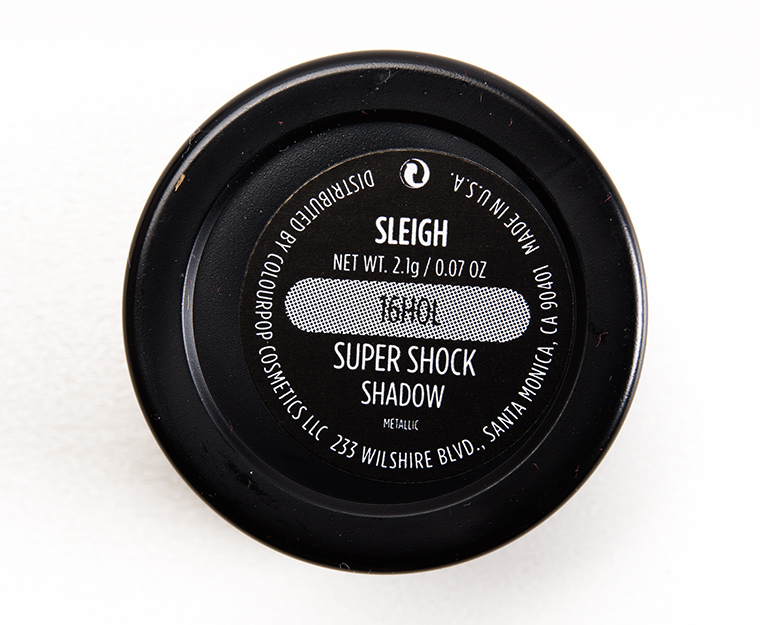 SLEIGH
NET WT. 2.1g / 0.07 OZ
16HOL
SUPER SHOCK
SHADOW
METALLIC
DISTRIBUTED BY COLOURPOP COSMETICS LLC 233 WILSHIRE BLVD., SANTA MONICA, CA 90401 MADE IN U.S.A.